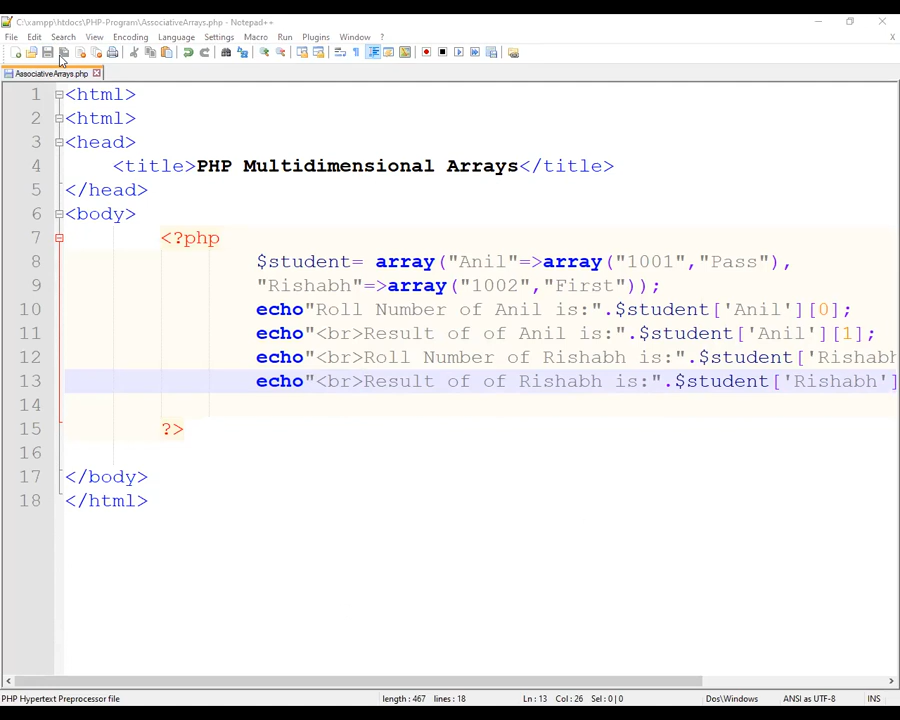 C:\xampp\htdocs\PHP-Program\AssociativeArrays.php - Notepad++
File Edit Search View Encoding Language Settings Macro Run Plugins Window X
AssociativeArrays.php
1 <html>
2 <html>
3 <head>
4 <title>PHP Multidimensional Arrays</title>
5 </head>
6 <body>
7 <?php
8 $student= array("Anil"=>array("1001","Pass"),
9 "Rishabh"=>array("1002","First"));
10 echo"Roll Number of Anil is:".$student['Anil'][0];
11 echo"<br>Result of of Anil is:".$student['Anil'][1];
12 echo"<br>Roll Number of Rishabh is:".$student['Rishabh
13 echo"<br>Result of of Rishabh is:".$student['Rishabh']
14
15 ?>
16
17 </body>
18 </html>
PHP Hypertext Preprocessor file length : 467 lines : 18 Ln : 13 Col : 26 Sel : 0 | 0 Dos\Windows ANSI as UTF-8 INS